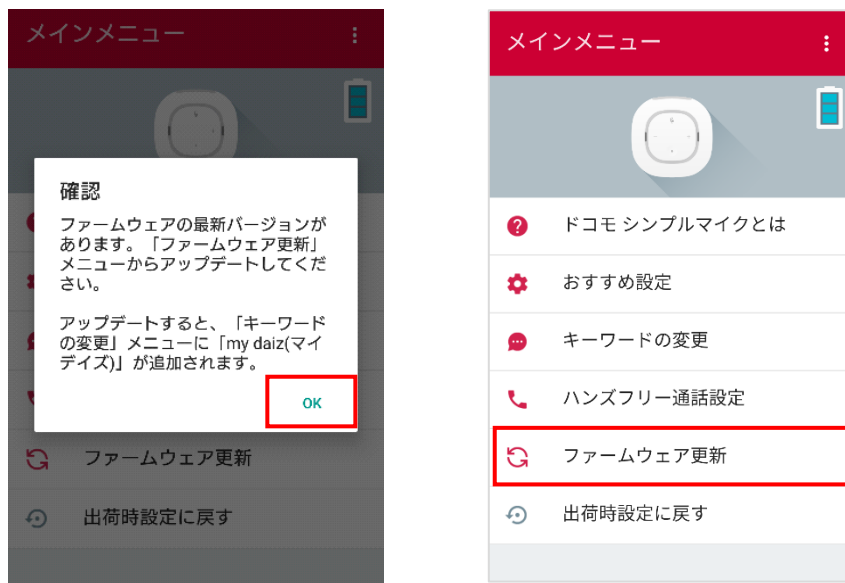 メインメニュー
確認
ファームウェアの最新バージョンが
あります。「ファームウェア更新」
メニューからアップデートしてくだ
さい。
アップデートすると、「キーワード
の変更」メニューに「my daiz(マイ
デイズ)」が追加されます。
OK
ファームウェア更新
出荷時設定に戻す
メインメニュー
ドコモ シンプルマイクとは
おすすめ設定
キーワードの変更
ハンズフリー通話設定
ファームウェア更新
出荷時設定に戻す